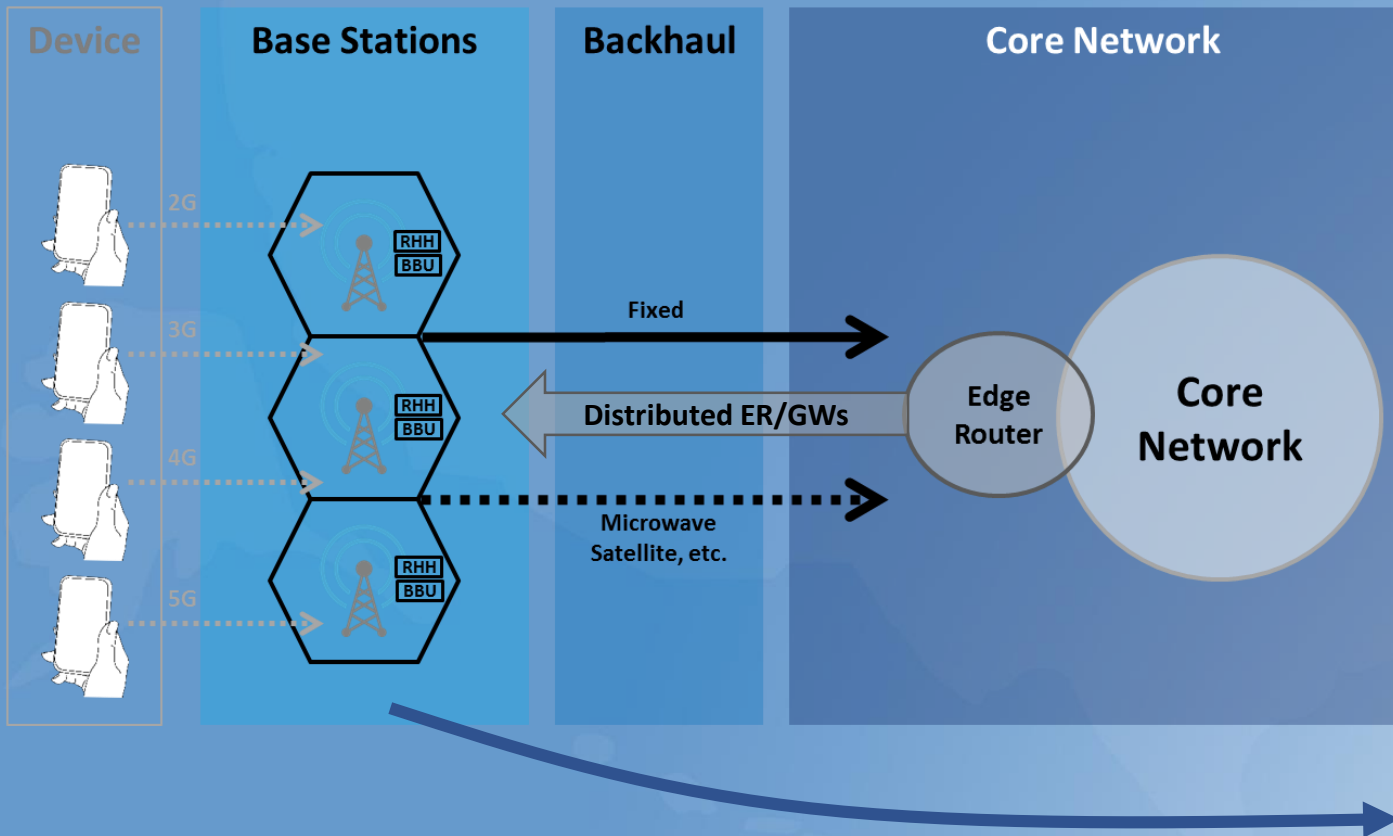 Device
Base Stations
Backhaul
Core Network
2G
RHH
BBU
3G
RHH
BBU
4G
5G
RHH
BBU
Fixed
Distributed ER/GWs
Microwave
Satellite, etc.
Edge
Router
Core
Network